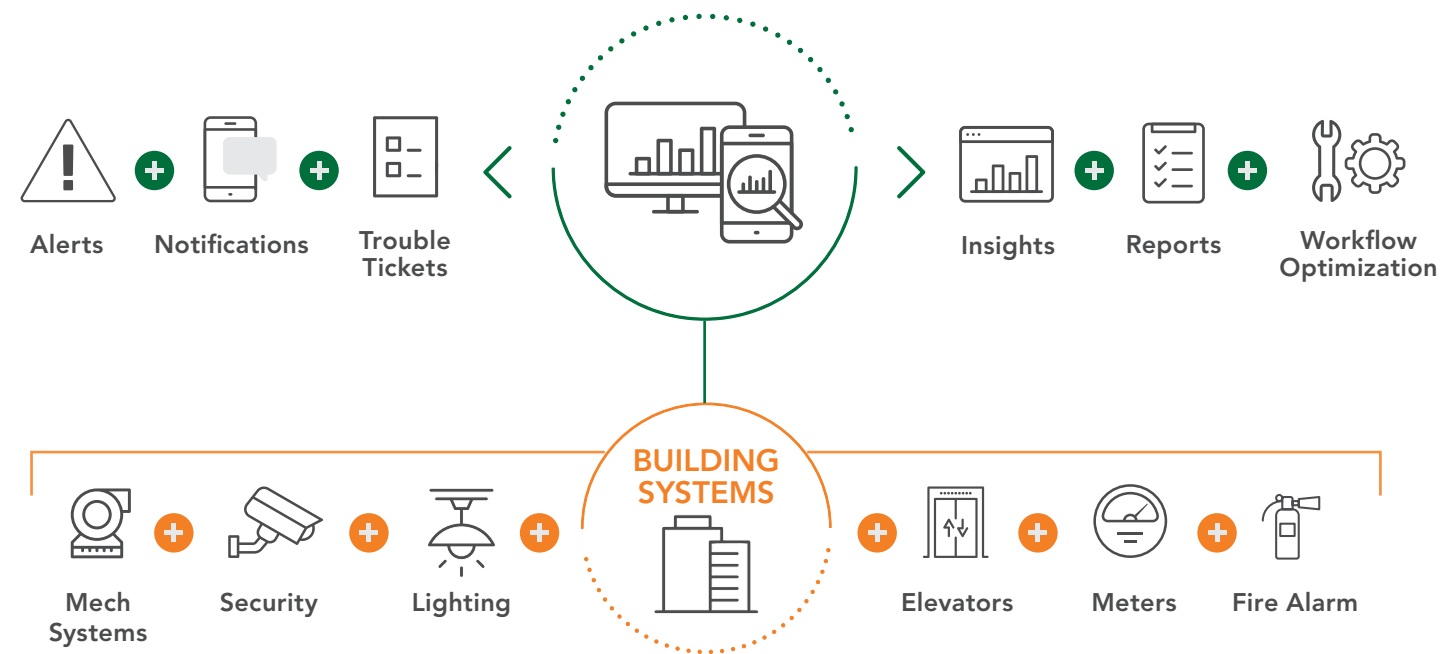 Alerts
Notifications
Trouble
Tickets
Insights
Reports
Workflow
Optimization
BUILDING
SYSTEMS
Mech
Systems
Security
Lighting
Elevators
Meters
Fire Alarm